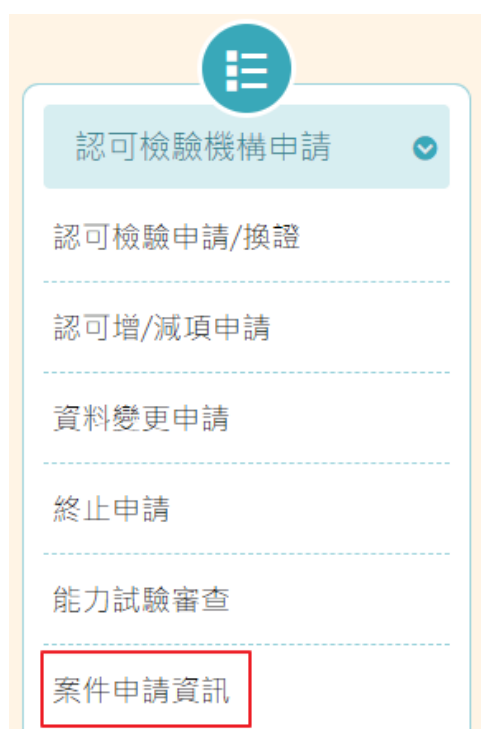 認可檢驗機構申請
認可檢驗申請/換證
認可增/減項申請
資料變更申請
終止申請
能力試驗審查
案件申請資訊